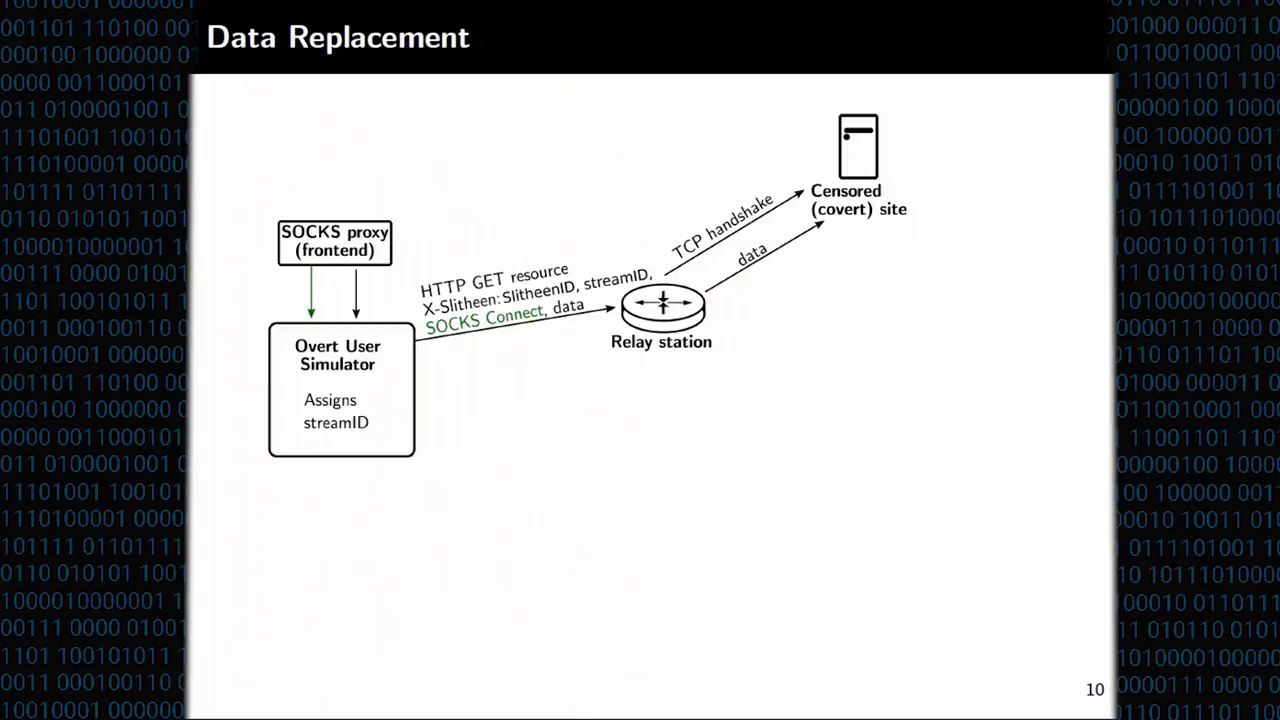 Data Replacement
Censored
(covert) site
TCP handshake
data
SOCKS proxy
(frontend)
HTTP GET resource
X-Slitheen: SlitheenID, streamID,
SOCKS Connect, data
Relay station
Overt User
Simulator
Assigns
streamID
10